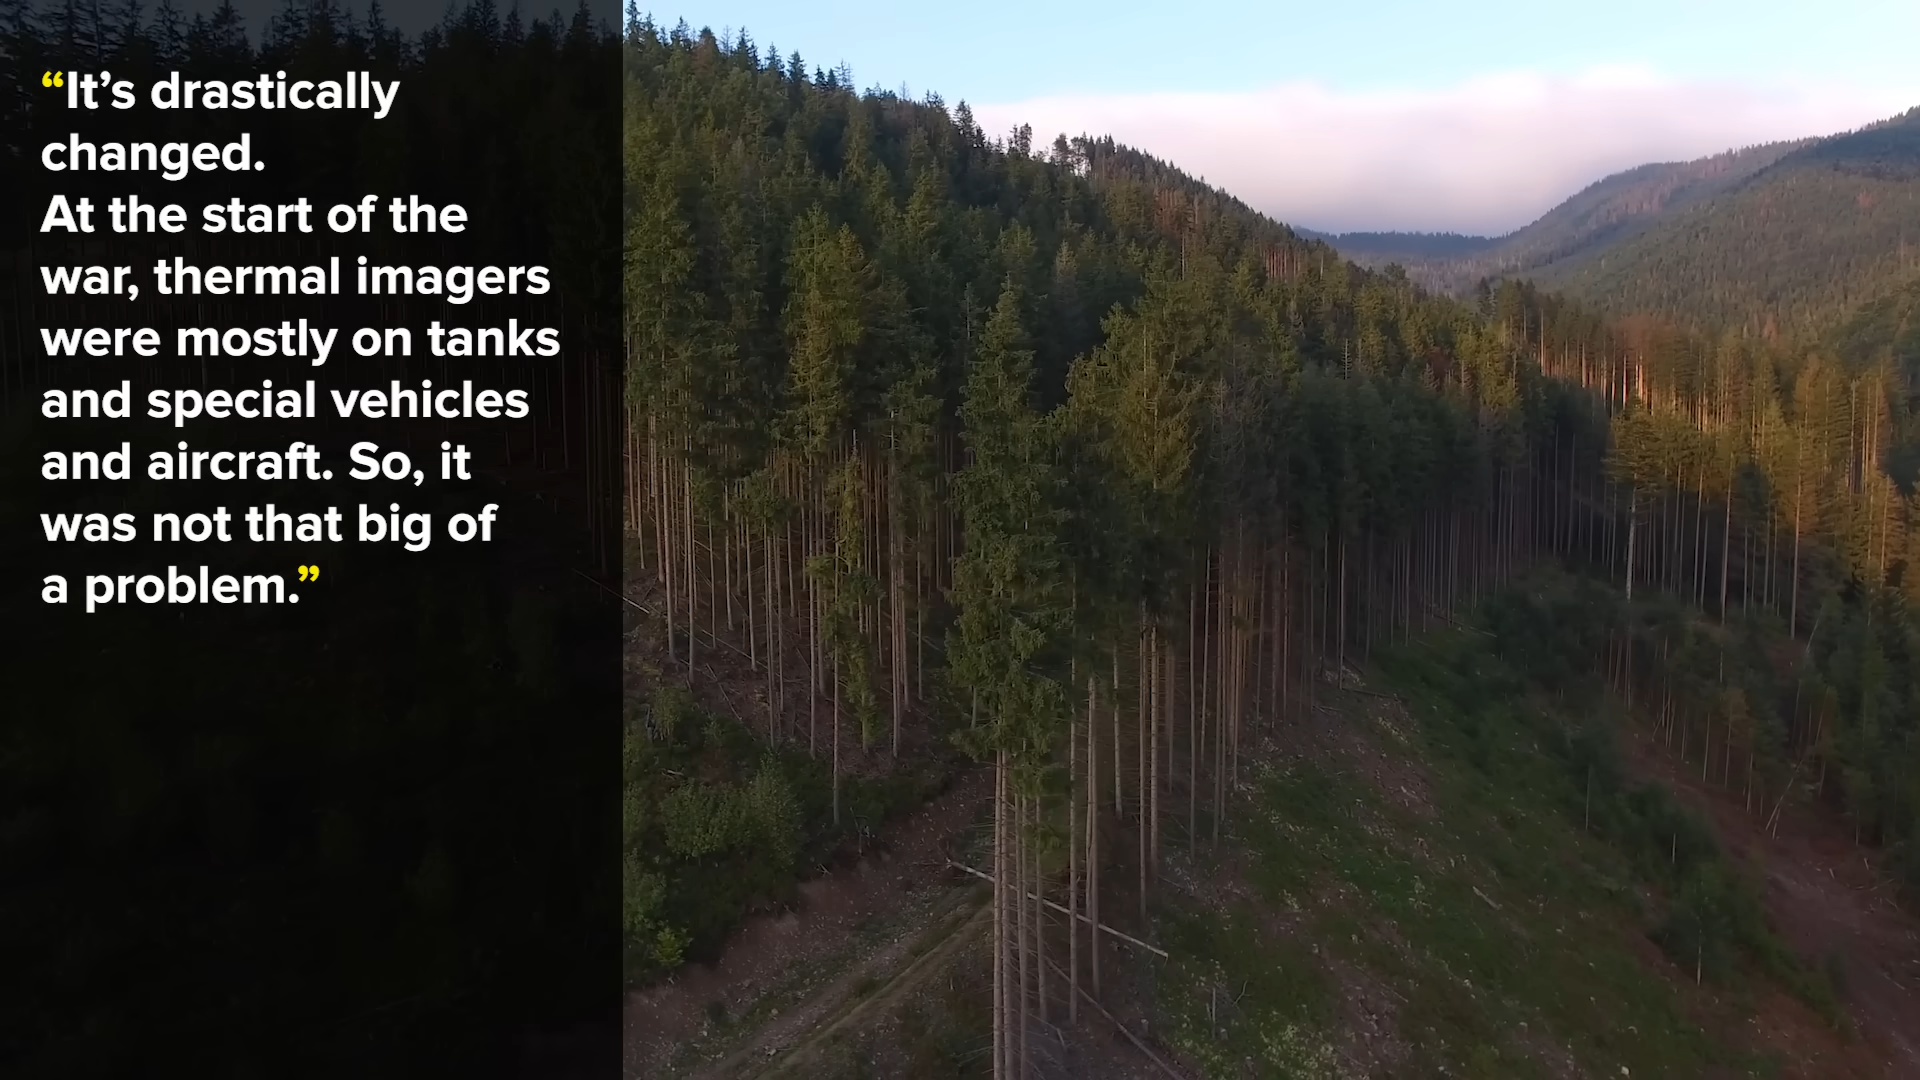 “It’s drastically
changed.
At the start of the
war, thermal imagers
were mostly on tanks
and special vehicles
and aircraft. So, it
was not that big of
a problem.”